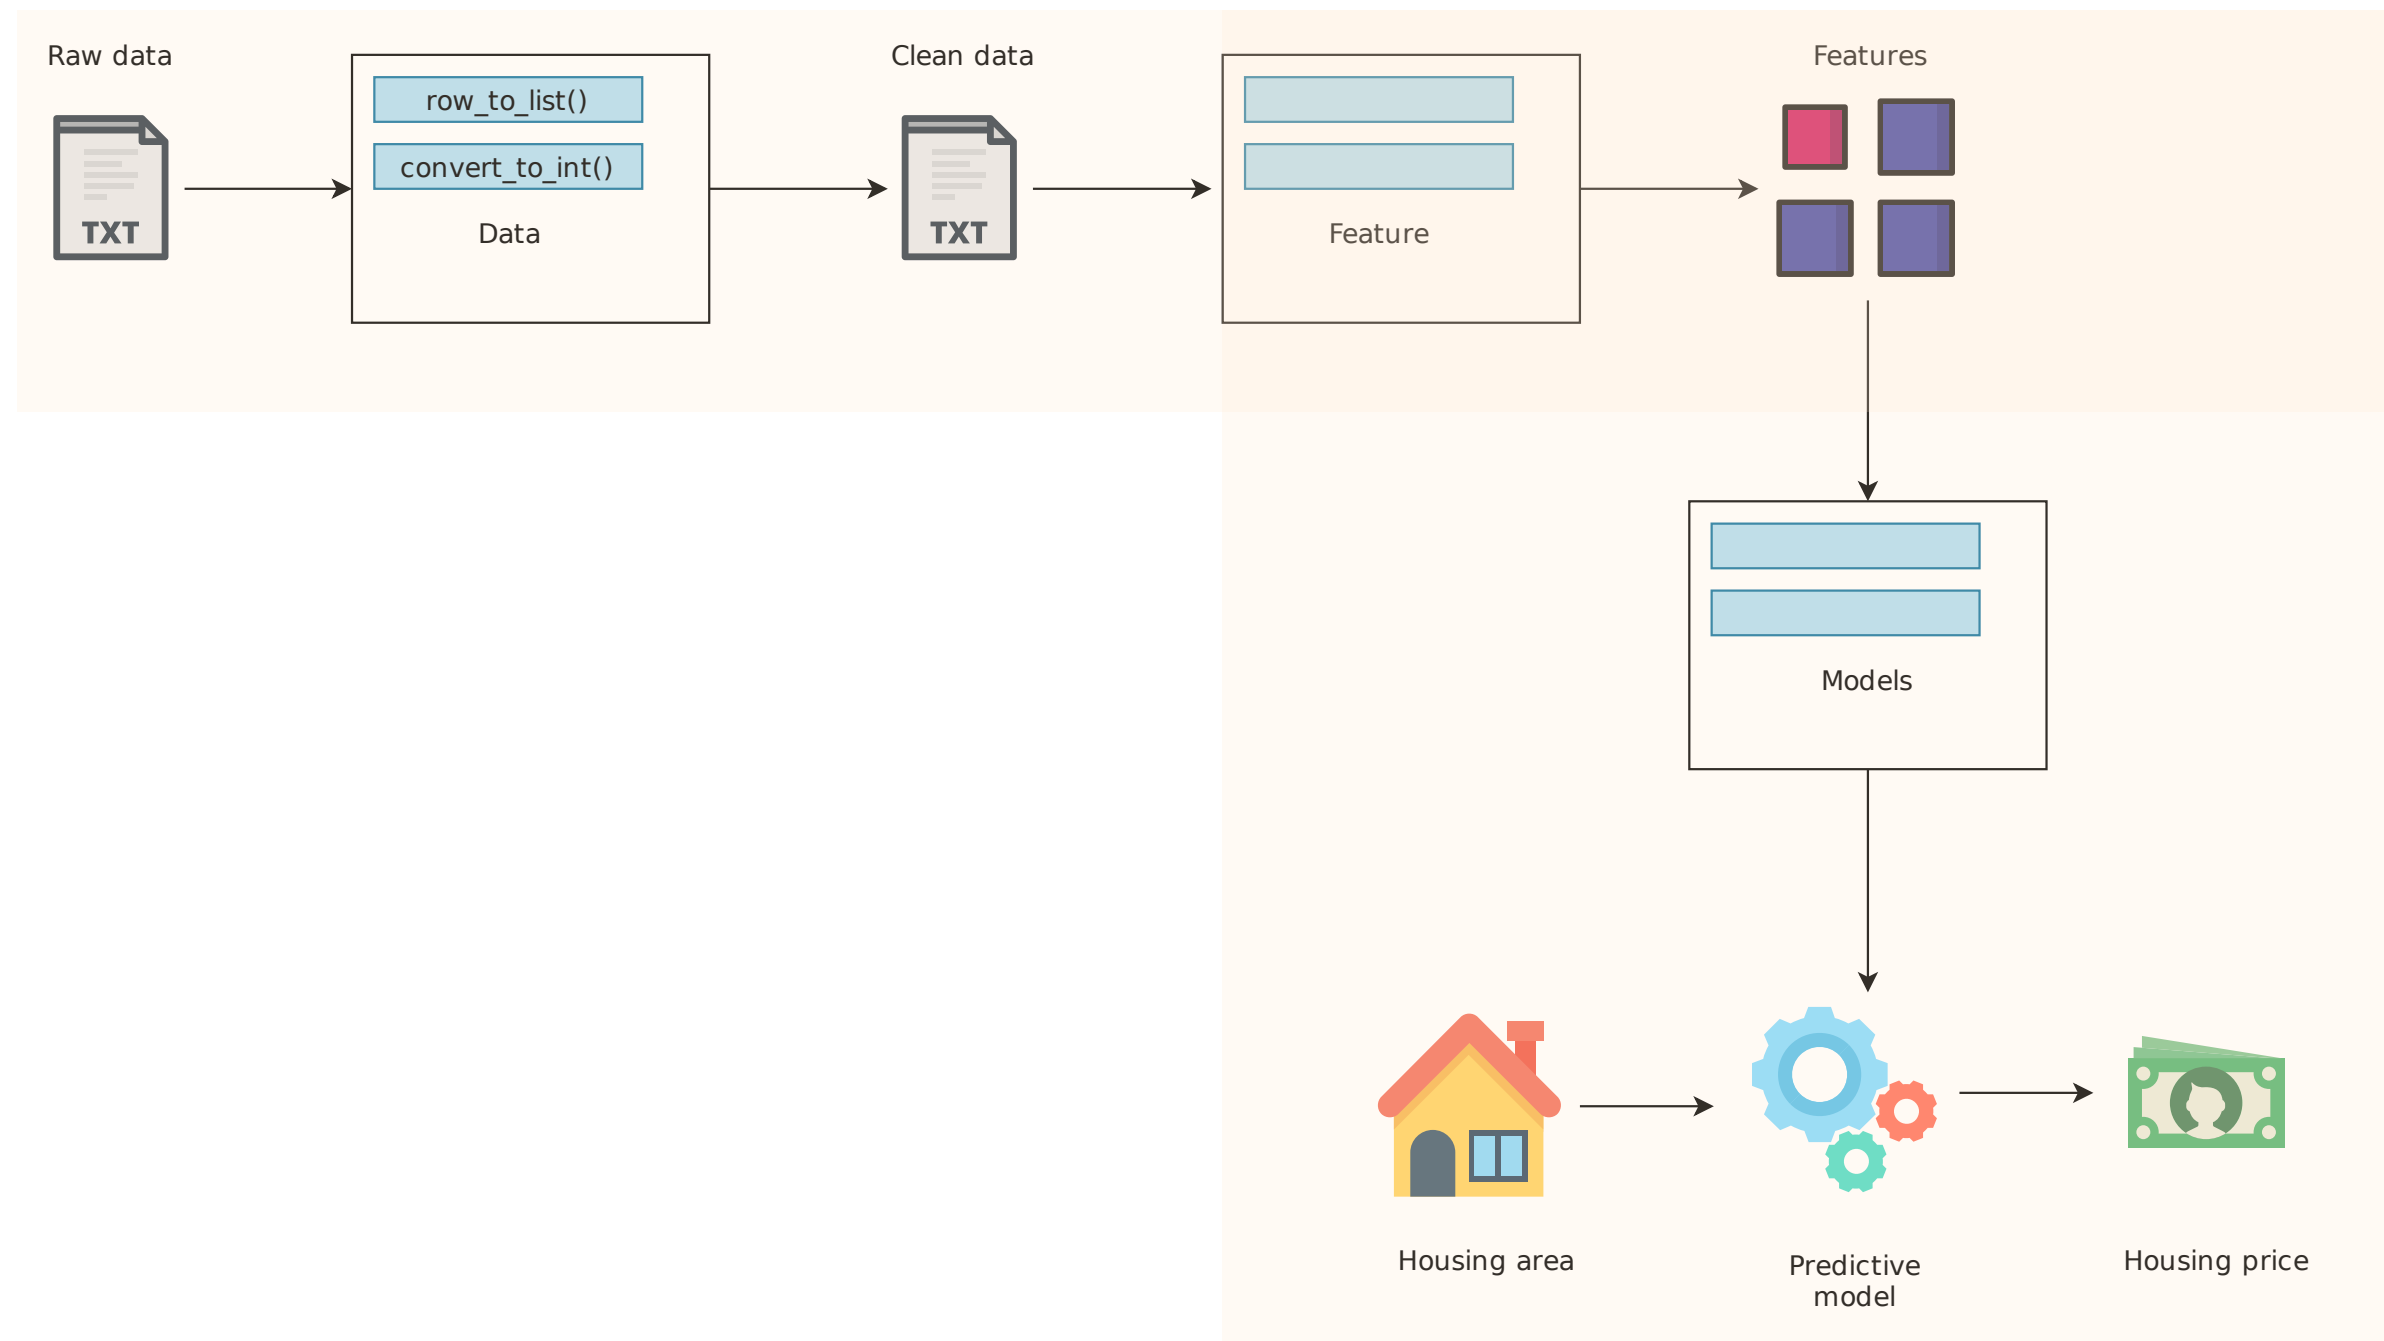 Raw data
Clean data
Features
row_to_list()
convert_to_int()
TXT
Data
TXT
Feature
Models
Housing area
Predictive
model
Housing price